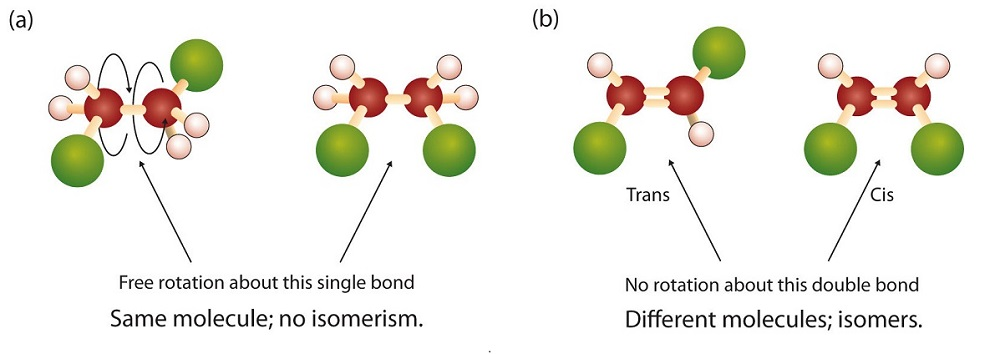 (a)
(b)
Trans
Cis
Free rotation about this single bond
Same molecule; no isomerism.
No rotation about this double bond
Different molecules; isomers.